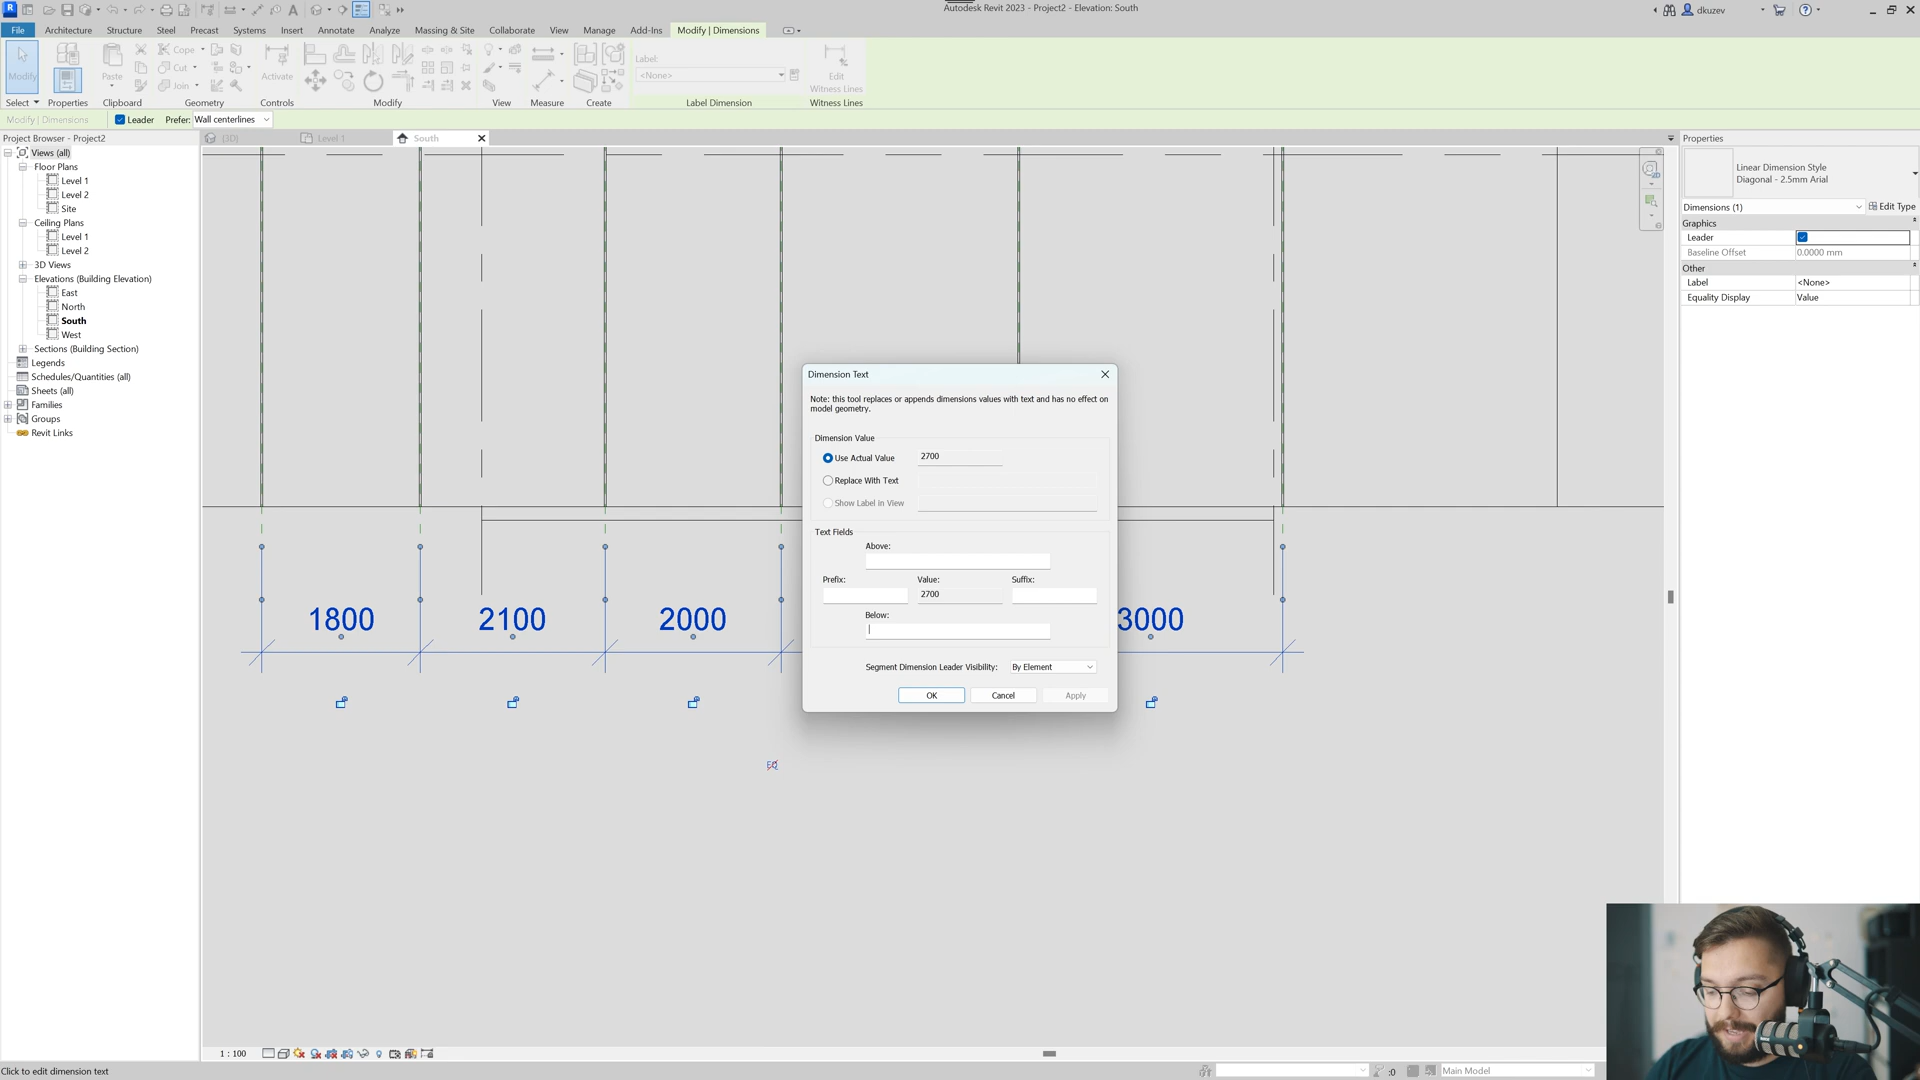 Autodesk Revit 2023 - Project2 - Elevation: South
dkuzev
File
Architecture
Structure
Steel
Precast
Systems
Insert
Annotate
Analyze
Massing & Site
Collaborate
View
Manage
Add-Ins
Modify | Dimensions
Modify
Paste
Cope
Cut
Join
Activate
Label:
<None>
Edit
Witness Lines
Select
Properties
Clipboard
Geometry
Controls
Modify
View
Measure
Create
Label Dimension
Witness Lines
Modify | Dimensions
Leader
Prefer:
Wall centerlines
Project Browser - Project2
Views (all)
Floor Plans
Level 1
Level 2
Site
Ceiling Plans
Level 1
Level 2
3D Views
Elevations (Building Elevation)
East
North
South
West
Sections (Building Section)
Legends
Schedules/Quantities (all)
Sheets (all)
Families
Groups
Revit Links
{3D}
Level 1
South
1800
2100
2000
3000
EQ
Dimension Text
Note: this tool replaces or appends dimensions values with text and has no effect on
model geometry.
Dimension Value
Use Actual Value
2700
Replace With Text
Show Label in View
Text Fields
Above:
Prefix:
Value:
Suffix:
2700
Below:
Segment Dimension Leader Visibility:
By Element
OK
Cancel
Apply
Properties
Linear Dimension Style
Diagonal - 2.5mm Arial
Dimensions (1)
Edit Type
Graphics
Leader
Baseline Offset
0.0000 mm
Other
Label
<None>
Equality Display
Value
1 : 100
Click to edit dimension text
:0
Main Model